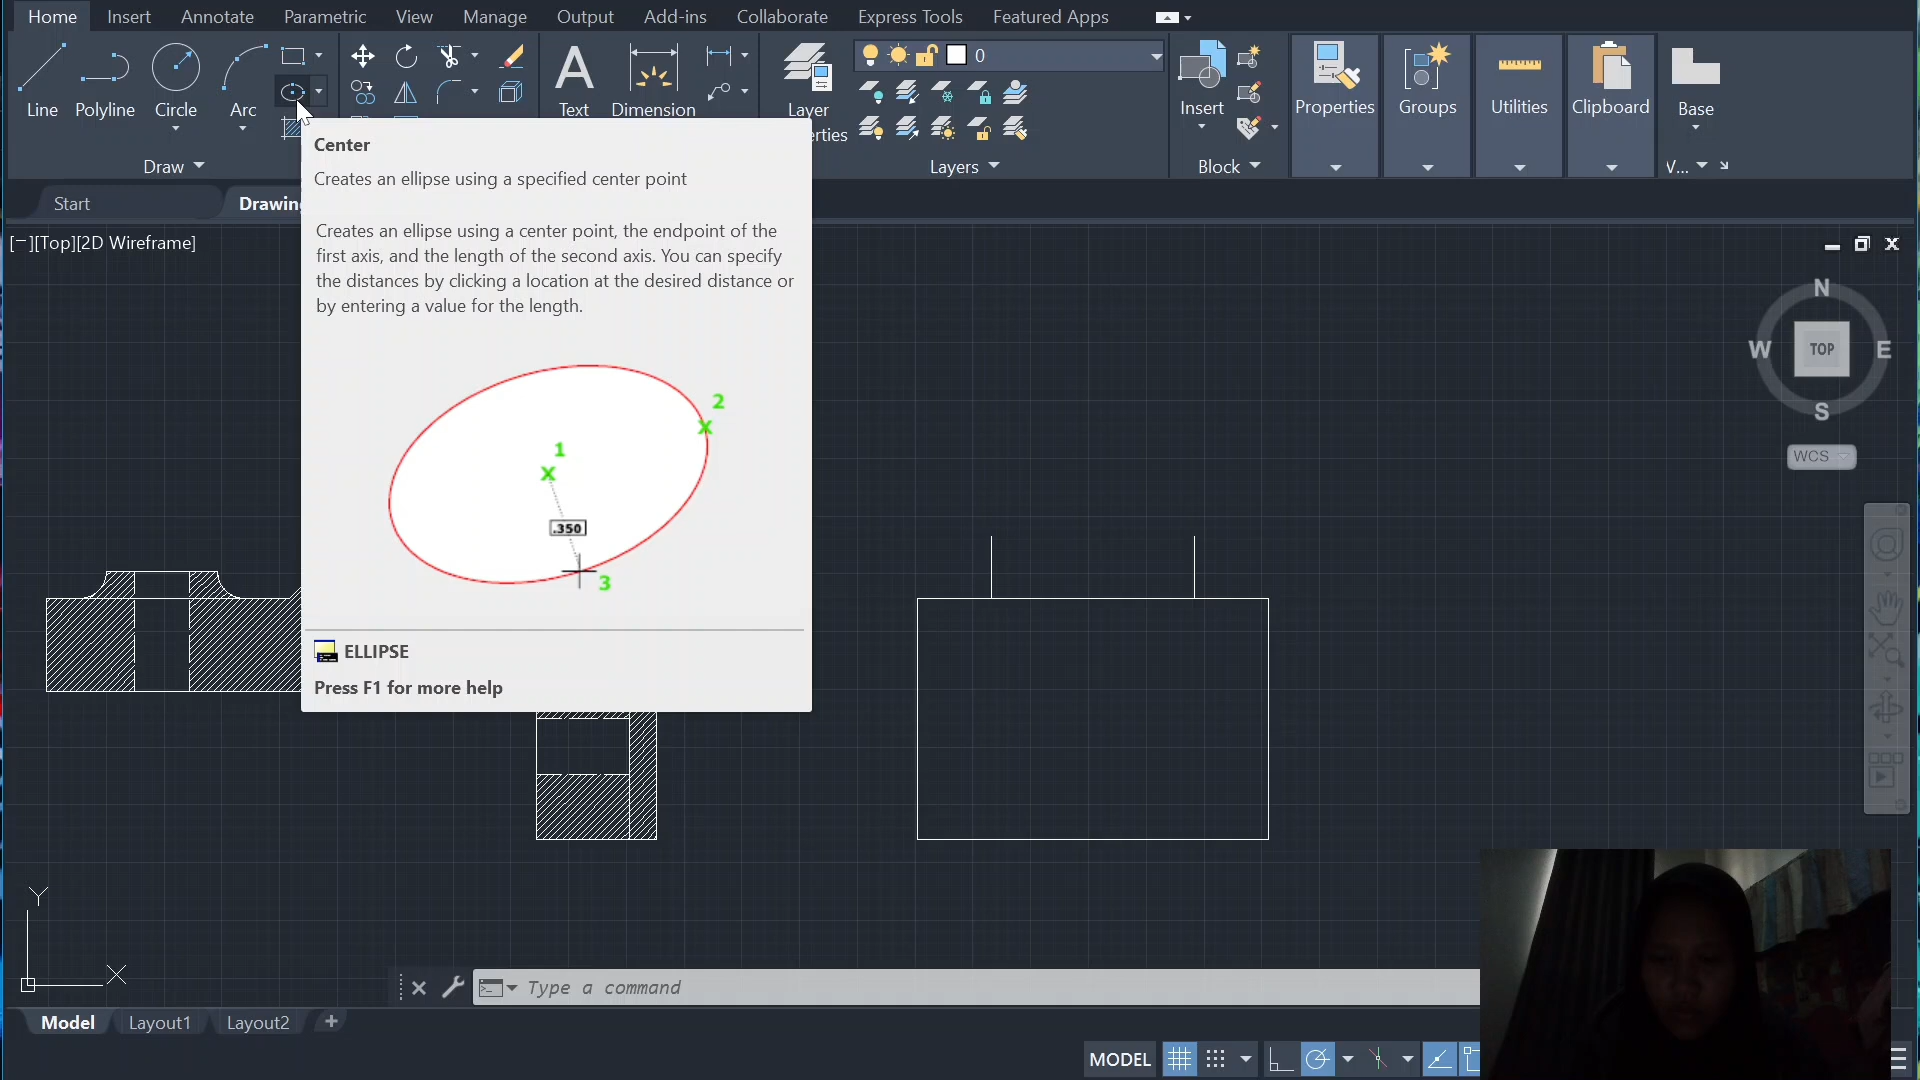 Home Insert Annotate Parametric View Manage Output Add-ins Collaborate Express Tools Featured Apps
0
Line Polyline Circle Arc Text Dimension Layer Insert Properties Groups Utilities Clipboard Base
erties
Draw Layers Block V...
Start Drawin
[−][Top][2D Wireframe]
Center
Creates an ellipse using a specified center point
Creates an ellipse using a center point, the endpoint of the
first axis, and the length of the second axis. You can specify
the distances by clicking a location at the desired distance or
by entering a value for the length.
1
2
.350
3
ELLIPSE
Press F1 for more help
N
W TOP E
S
WCS
Y
X
Type a command
Model Layout1 Layout2
MODEL